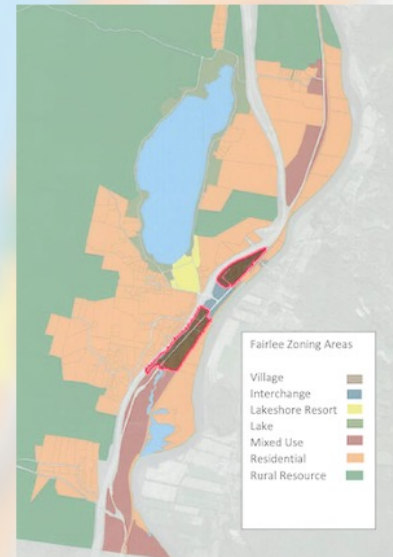 Fairlee Zoning Areas
Village
Interchange
Lakeshore Resort
Lake
Mixed Use
Residential
Rural Resource